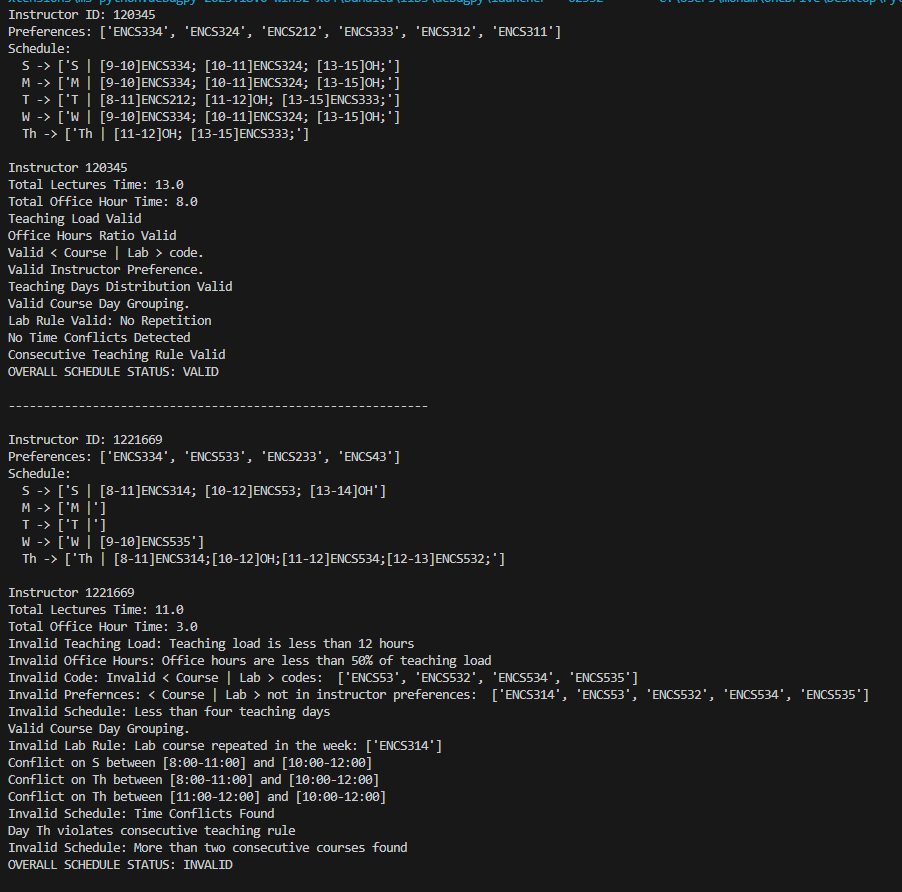 Instructor ID: 120345
Preferences: ['ENCS334', 'ENCS324', 'ENCS212', 'ENCS333', 'ENCS312', 'ENCS311']
Schedule:
  S -> ['S | [9-10]ENCS334; [10-11]ENCS324; [13-15]OH;']
  M -> ['M | [9-10]ENCS334; [10-11]ENCS324; [13-15]OH;']
  T -> ['T | [8-11]ENCS212; [11-12]OH; [13-15]ENCS333;']
  W -> ['W | [9-10]ENCS334; [10-11]ENCS324; [13-15]OH;']
  Th -> ['Th | [11-12]OH; [13-15]ENCS333;']

Instructor 120345
Total Lectures Time: 13.0
Total Office Hour Time: 8.0
Teaching Load Valid
Office Hours Ratio Valid
Valid < Course | Lab > code.
Valid Instructor Preference.
Teaching Days Distribution Valid
Valid Course Day Grouping.
Lab Rule Valid: No Repetition
No Time Conflicts Detected
Consecutive Teaching Rule Valid
OVERALL SCHEDULE STATUS: VALID

------------------------------------------------------------

Instructor ID: 1221669
Preferences: ['ENCS334', 'ENCS533', 'ENCS233', 'ENCS43']
Schedule:
  S -> ['S | [8-11]ENCS314; [10-12]ENCS53; [13-14]OH']
  M -> ['M |']
  T -> ['T |']
  W -> ['W | [9-10]ENCS535']
  Th -> ['Th | [8-11]ENCS314;[10-12]OH;[11-12]ENCS534;[12-13]ENCS532;']

Instructor 1221669
Total Lectures Time: 11.0
Total Office Hour Time: 3.0
Invalid Teaching Load: Teaching load is less than 12 hours
Invalid Office Hours: Office hours are less than 50% of teaching load
Invalid Code: Invalid < Course | Lab > codes:  ['ENCS53', 'ENCS532', 'ENCS534', 'ENCS535']
Invalid Prefernces: < Course | Lab > not in instructor preferences:  ['ENCS314', 'ENCS53', 'ENCS532', 'ENCS534', 'ENCS535']
Invalid Schedule: Less than four teaching days
Valid Course Day Grouping.
Invalid Lab Rule: Lab course repeated in the week: ['ENCS314']
Conflict on S between [8:00-11:00] and [10:00-12:00]
Conflict on Th between [8:00-11:00] and [10:00-12:00]
Conflict on Th between [11:00-12:00] and [10:00-12:00]
Invalid Schedule: Time Conflicts Found
Day Th violates consecutive teaching rule
Invalid Schedule: More than two consecutive courses found
OVERALL SCHEDULE STATUS: INVALID